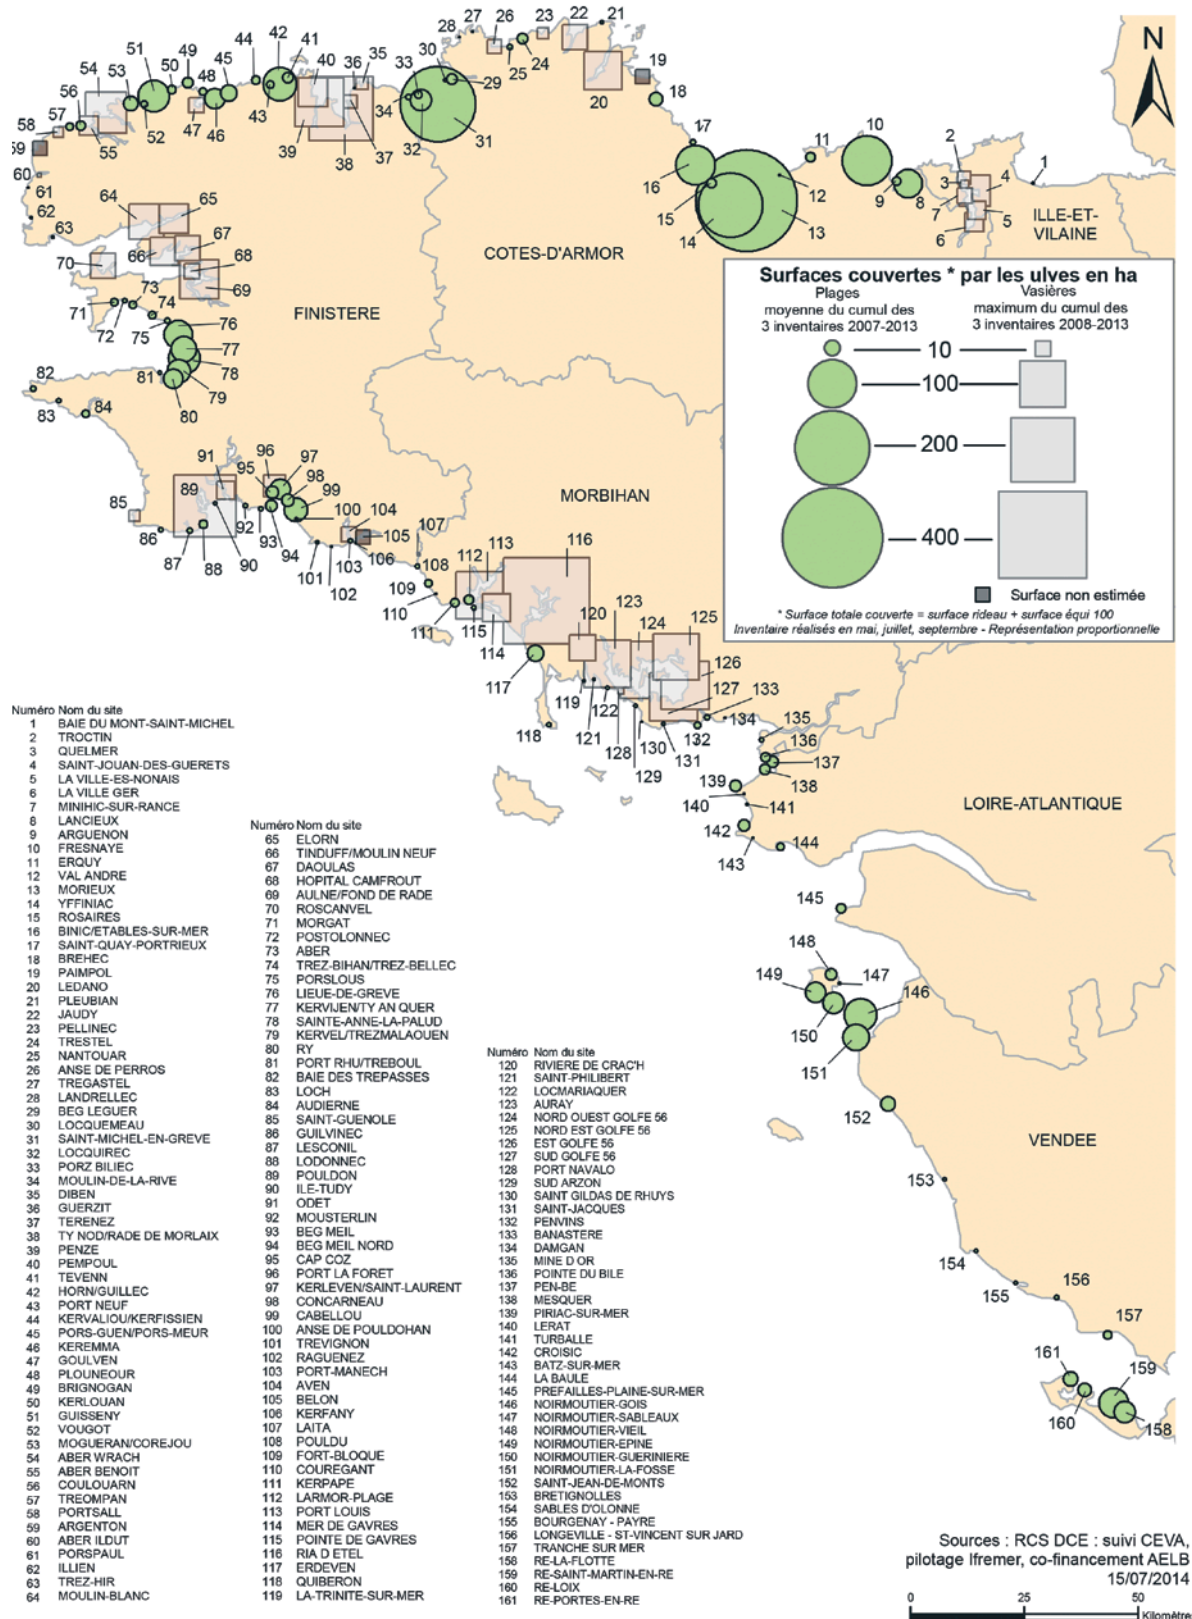 N
ILLE-ET-
VILAINE
COTES-D'ARMOR
FINISTERE
MORBIHAN
LOIRE-ATLANTIQUE
VENDEE
Surfaces couvertes * par les ulves en ha
Plages
moyenne du cumul des
3 inventaires 2007-2013
Vasières
maximum du cumul des
3 inventaires 2008-2013
10
100
200
400
Surface non estimée
* Surface totale couverte = surface rideau + surface équi 100
Inventaire réalisés en mai, juillet, septembre - Représentation proportionnelle
Numéro Nom du site
1 BAIE DU MONT-SAINT-MICHEL
2 TROCTIN
3 QUELMER
4 SAINT-JOUAN-DES-GUERETS
5 LA VILLE-ES-NONAIS
6 LA VILLE GER
7 MINIHIC-SUR-RANCE
8 LANCIEUX
9 ARGUENON
10 FRESNAYE
11 ERQUY
12 VAL ANDRE
13 MORIEUX
14 YFFINIAC
15 ROSAIRES
16 BINIC/ETABLES-SUR-MER
17 SAINT-QUAY-PORTRIEUX
18 BREHEC
19 PAIMPOL
20 LEDANO
21 PLEUBIAN
22 JAUDY
23 PELLINEC
24 TRESTEL
25 NANTOUAR
26 ANSE DE PERROS
27 TREGASTEL
28 LANDRELLEC
29 BEG LEGUER
30 LOCQUEMEAU
31 SAINT-MICHEL-EN-GREVE
32 LOCQUIREC
33 PORZ BILIEC
34 MOULIN-DE-LA-RIVE
35 DIBEN
36 GUERZIT
37 TERENEZ
38 TY NOD/RADE DE MORLAIX
39 PENZE
40 PEMPOUL
41 TEVENN
42 HORN/GUILLEC
43 PORT NEUF
44 KERVALIOU/KERFISSIEN
45 PORS-GUEN/PORS-MEUR
46 KEREMMA
47 GOULVEN
48 PLOUNEOUR
49 BRIGNOGAN
50 KERLOUAN
51 GUISSENY
52 VOUGOT
53 MOGUERAN/COREJOU
54 ABER WRACH
55 ABER BENOIT
56 COULOUARN
57 TREOMPAN
58 PORTSALL
59 ARGENTON
60 ABER ILDUT
61 PORSPAUL
62 ILLIEN
63 TREZ-HIR
64 MOULIN-BLANC
Numéro Nom du site
65 ELORN
66 TINDUFF/MOULIN NEUF
67 DAOULAS
68 HOPITAL CAMFROUT
69 AULNE/FOND DE RADE
70 ROSCANVEL
71 MORGAT
72 POSTOLONNEC
73 ABER
74 TREZ-BIHAN/TREZ-BELLEC
75 PORSLOUS
76 LIEUE-DE-GREVE
77 KERVIJEN/TY AN QUER
78 SAINTE-ANNE-LA-PALUD
79 KERVEL/TREZMALAOUEN
80 RY
81 PORT RHU/TREBOUL
82 BAIE DES TREPASSES
83 LOCH
84 AUDIERNE
85 SAINT-GUENOLE
86 GUILVINEC
87 LESCONIL
88 LODONNEC
89 POULDON
90 ILE-TUDY
91 ODET
92 MOUSTERLIN
93 BEG MEIL
94 BEG MEIL NORD
95 CAP COZ
96 PORT LA FORET
97 KERLEVEN/SAINT-LAURENT
98 CONCARNEAU
99 CABELLOU
100 ANSE DE POULDOHAN
101 TREVIGNON
102 RAGUENEZ
103 PORT-MANECH
104 AVEN
105 BELON
106 KERFANY
107 LAITA
108 POULDU
109 FORT-BLOQUE
110 COUREGANT
111 KERPAPE
112 LARMOR-PLAGE
113 PORT LOUIS
114 MER DE GAVRES
115 POINTE DE GAVRES
116 RIA D ETEL
117 ERDEVEN
118 QUIBERON
119 LA-TRINITE-SUR-MER
Numéro Nom du site
120 RIVIERE DE CRAC'H
121 SAINT-PHILIBERT
122 LOCMARIAQUER
123 AURAY
124 NORD OUEST GOLFE 56
125 NORD EST GOLFE 56
126 EST GOLFE 56
127 SUD GOLFE 56
128 PORT NAVALO
129 SUD ARZON
130 SAINT GILDAS DE RHUYS
131 SAINT-JACQUES
132 PENVINS
133 BANASTERE
134 DAMGAN
135 MINE D OR
136 POINTE DU BILE
137 PEN-BE
138 MESQUER
139 PIRIAC-SUR-MER
140 LERAT
141 TURBALLE
142 CROISIC
143 BATZ-SUR-MER
144 LA BAULE
145 PREFAILLES-PLAINE-SUR-MER
146 NOIRMOUTIER-GOIS
147 NOIRMOUTIER-SABLEAUX
148 NOIRMOUTIER-VIEIL
149 NOIRMOUTIER-EPINE
150 NOIRMOUTIER-GUERINIERE
151 NOIRMOUTIER-LA-FOSSE
152 SAINT-JEAN-DE-MONTS
153 BRETIGNOLLES
154 SABLES D'OLONNE
155 BOURGENAY - PAYRE
156 LONGEVILLE - ST-VINCENT SUR JARD
157 TRANCHE SUR MER
158 RE-LA-FLOTTE
159 RE-SAINT-MARTIN-EN-RE
160 RE-LOIX
161 RE-PORTES-EN-RE
Sources : RCS DCE : suivi CEVA,
pilotage Ifremer, co-financement AELB
15/07/2014
0 25 50
Kilomètre